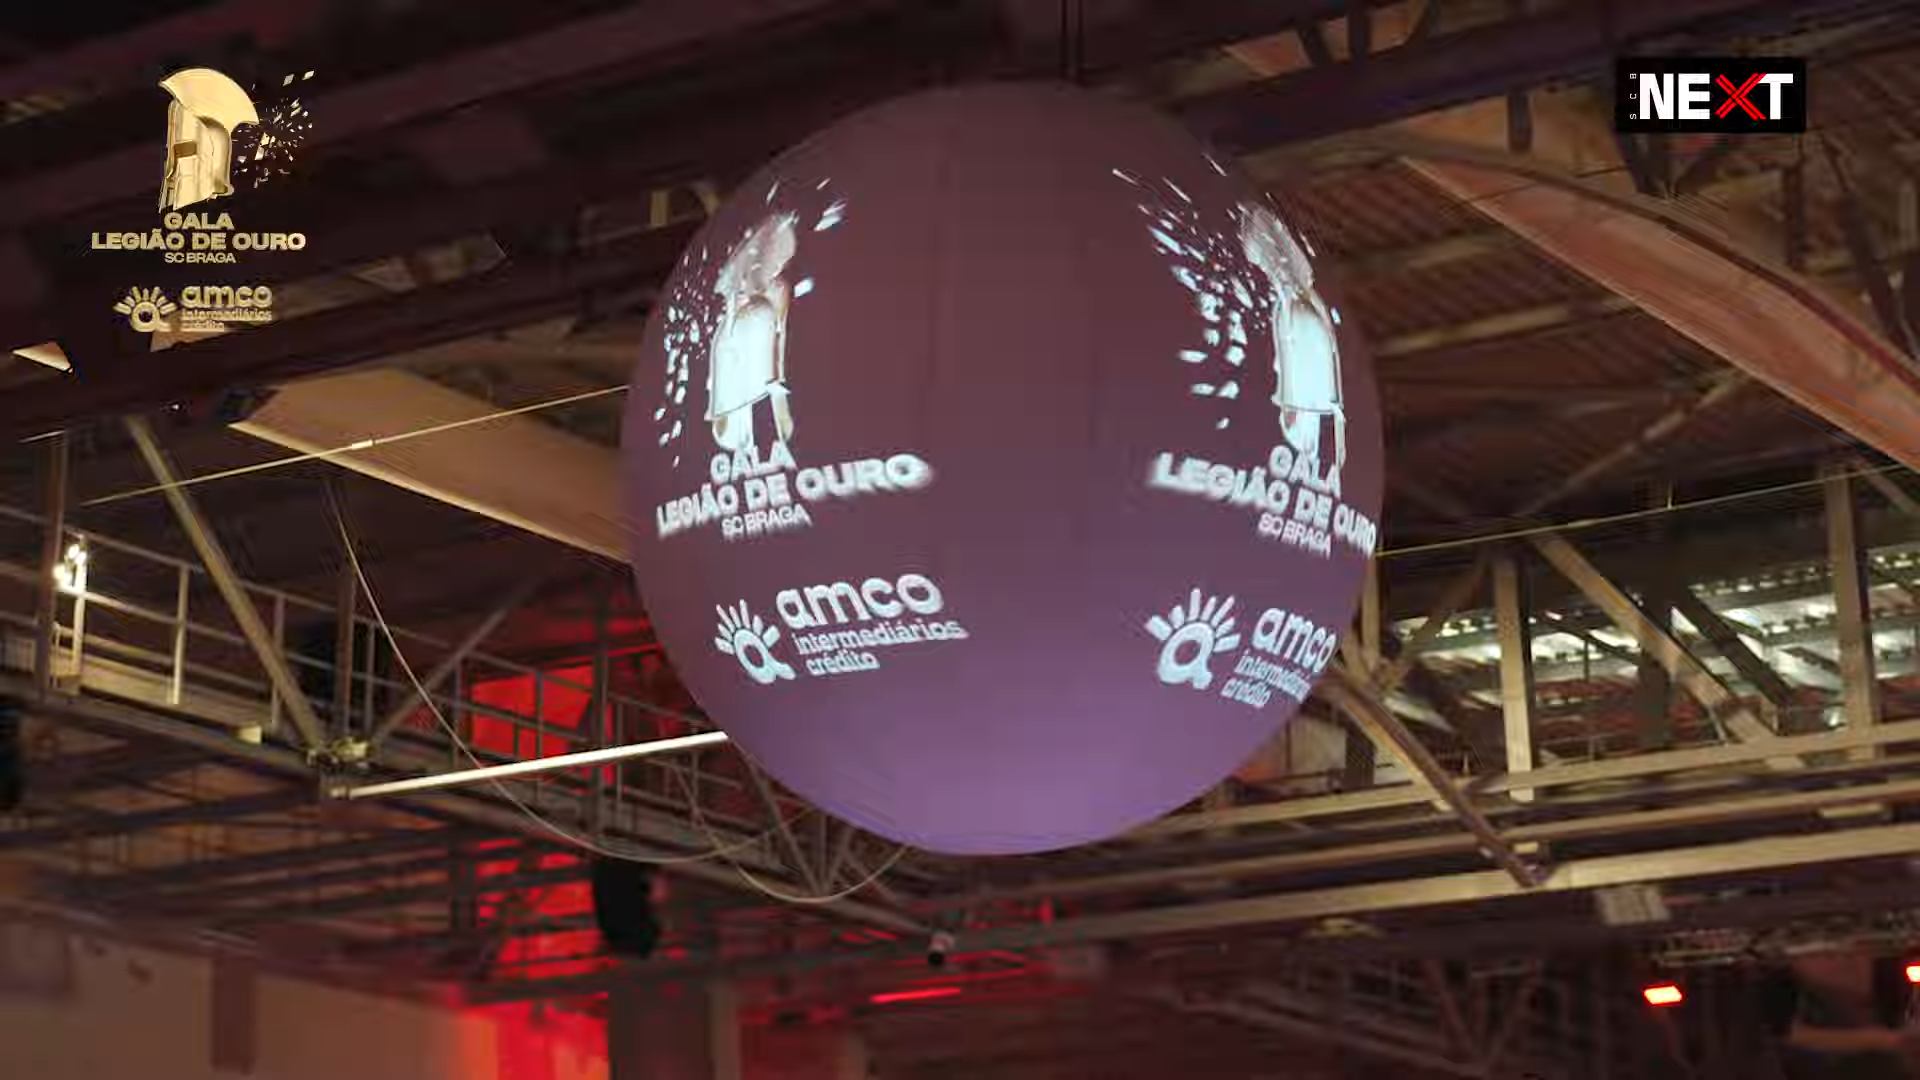 GALA
LEGIÃO DE OURO
SC BRAGA
amco
intermediários
crédito
SCB
NEXT
GALA
LEGIÃO DE OURO
SC BRAGA
amco
intermediários
crédito
GALA
LEGIÃO DE OURO
SC BRAGA
amco
intermediários
crédito